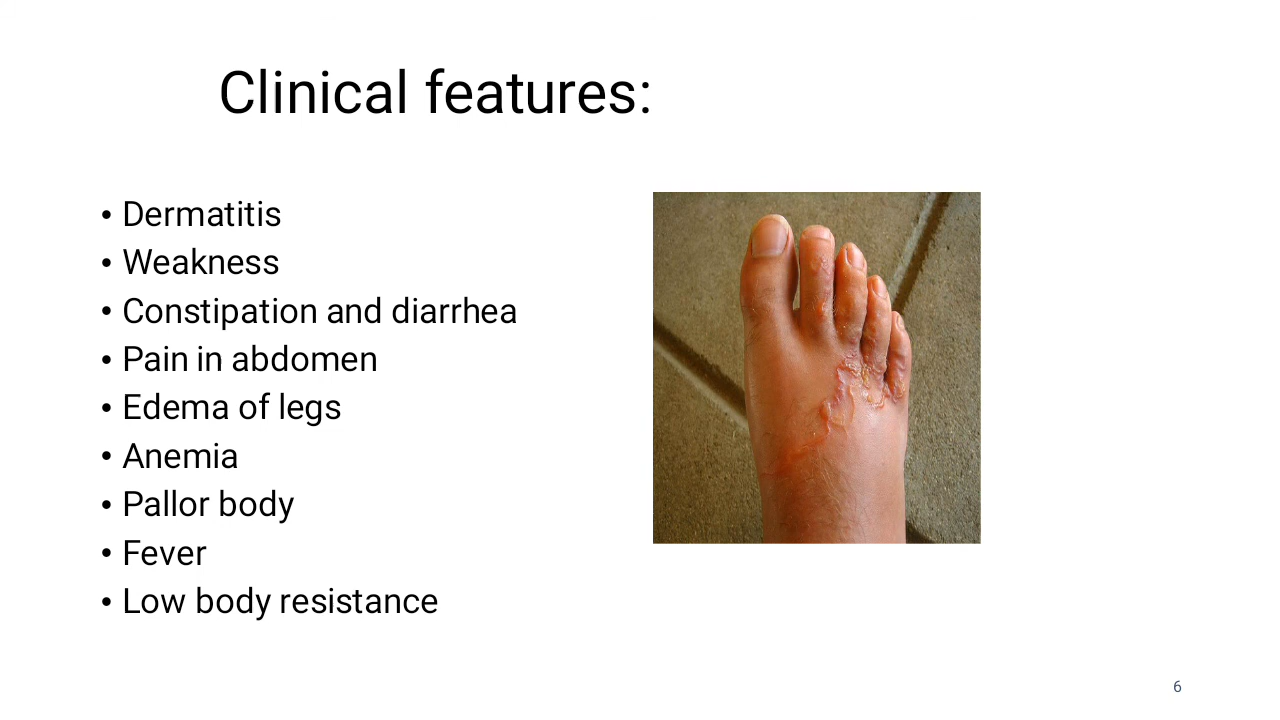 Clinical features:
• Dermatitis
• Weakness
• Constipation and diarrhea
• Pain in abdomen
• Edema of legs
• Anemia
• Pallor body
• Fever
• Low body resistance
6